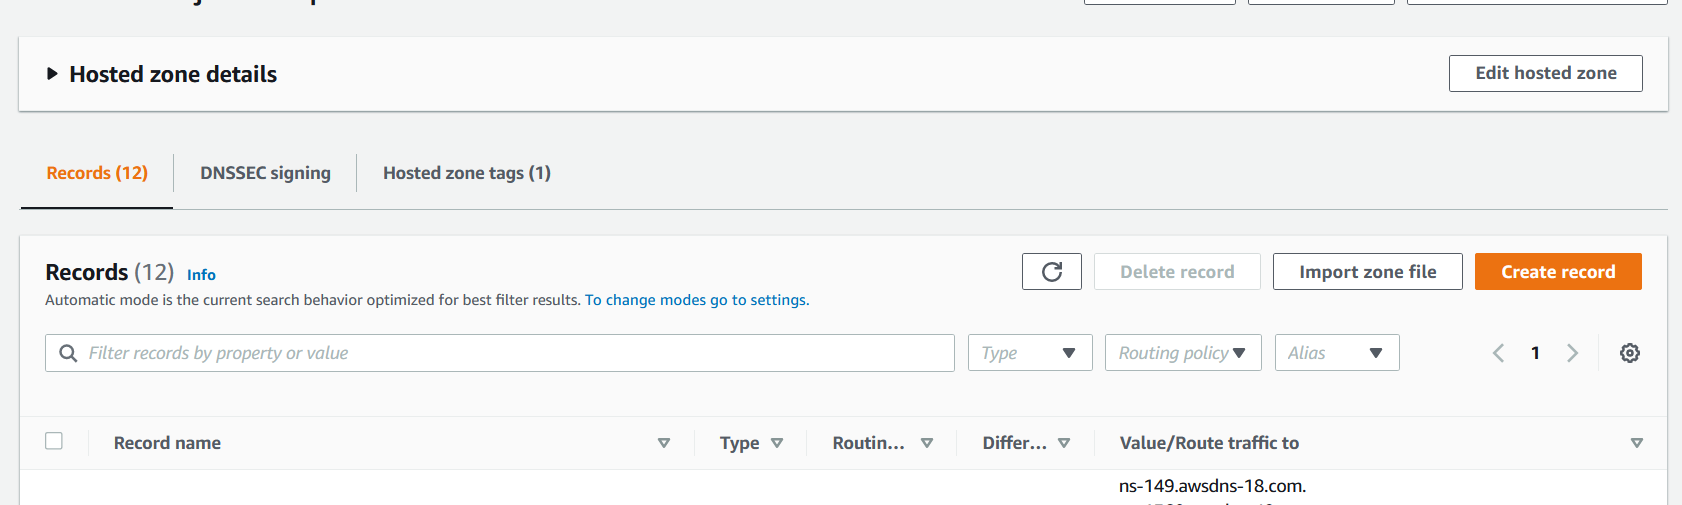 Hosted zone details
Edit hosted zone
Records (12)
DNSSEC signing
Hosted zone tags (1)
Records (12) Info
Delete record
Import zone file
Create record
Automatic mode is the current search behavior optimized for best filter results. To change modes go to settings.
Filter records by property or value
Type
Routing policy
Alias
1
Record name
Type
Routin...
Differ...
Value/Route traffic to
ns-149.awsdns-18.com.